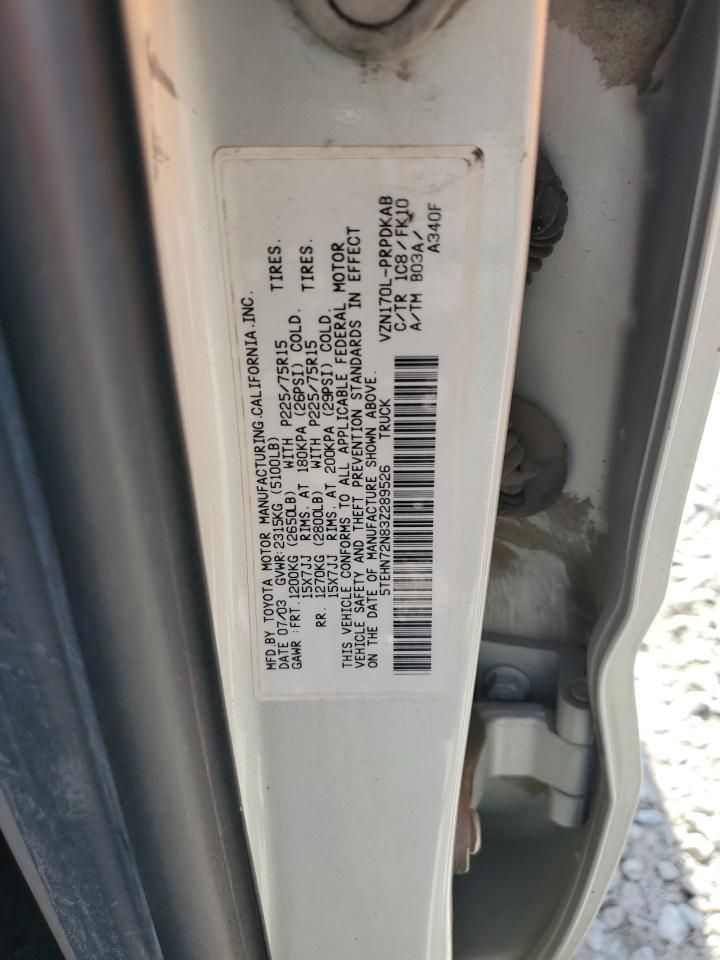 MFD.BY TOYOTA MOTOR MANUFACTURING.CALIFORNIA.INC.
DATE 07/03 GVWR:2315KG (5100LB)
GAWR :FRT.1200KG (2650LB) WITH P225/75R15 TIRES.
15X7JJ RIMS. AT 180KPA (26PSI) COLD.
RR. 1270KG (2800LB) WITH P225/75R15 TIRES.
15X7JJ RIMS. AT 200KPA (29PSI) COLD.
THIS VEHICLE CONFORMS TO ALL APPLICABLE FEDERAL MOTOR
VEHICLE SAFETY AND THEFT PREVENTION STANDARDS IN EFFECT
ON THE DATE OF MANUFACTURE SHOWN ABOVE.
5TEHN72N83Z289526 TRUCK
VZN170L-PRPDKAB
C/TR 1C8/FK10
A/TM B03A/
A340F